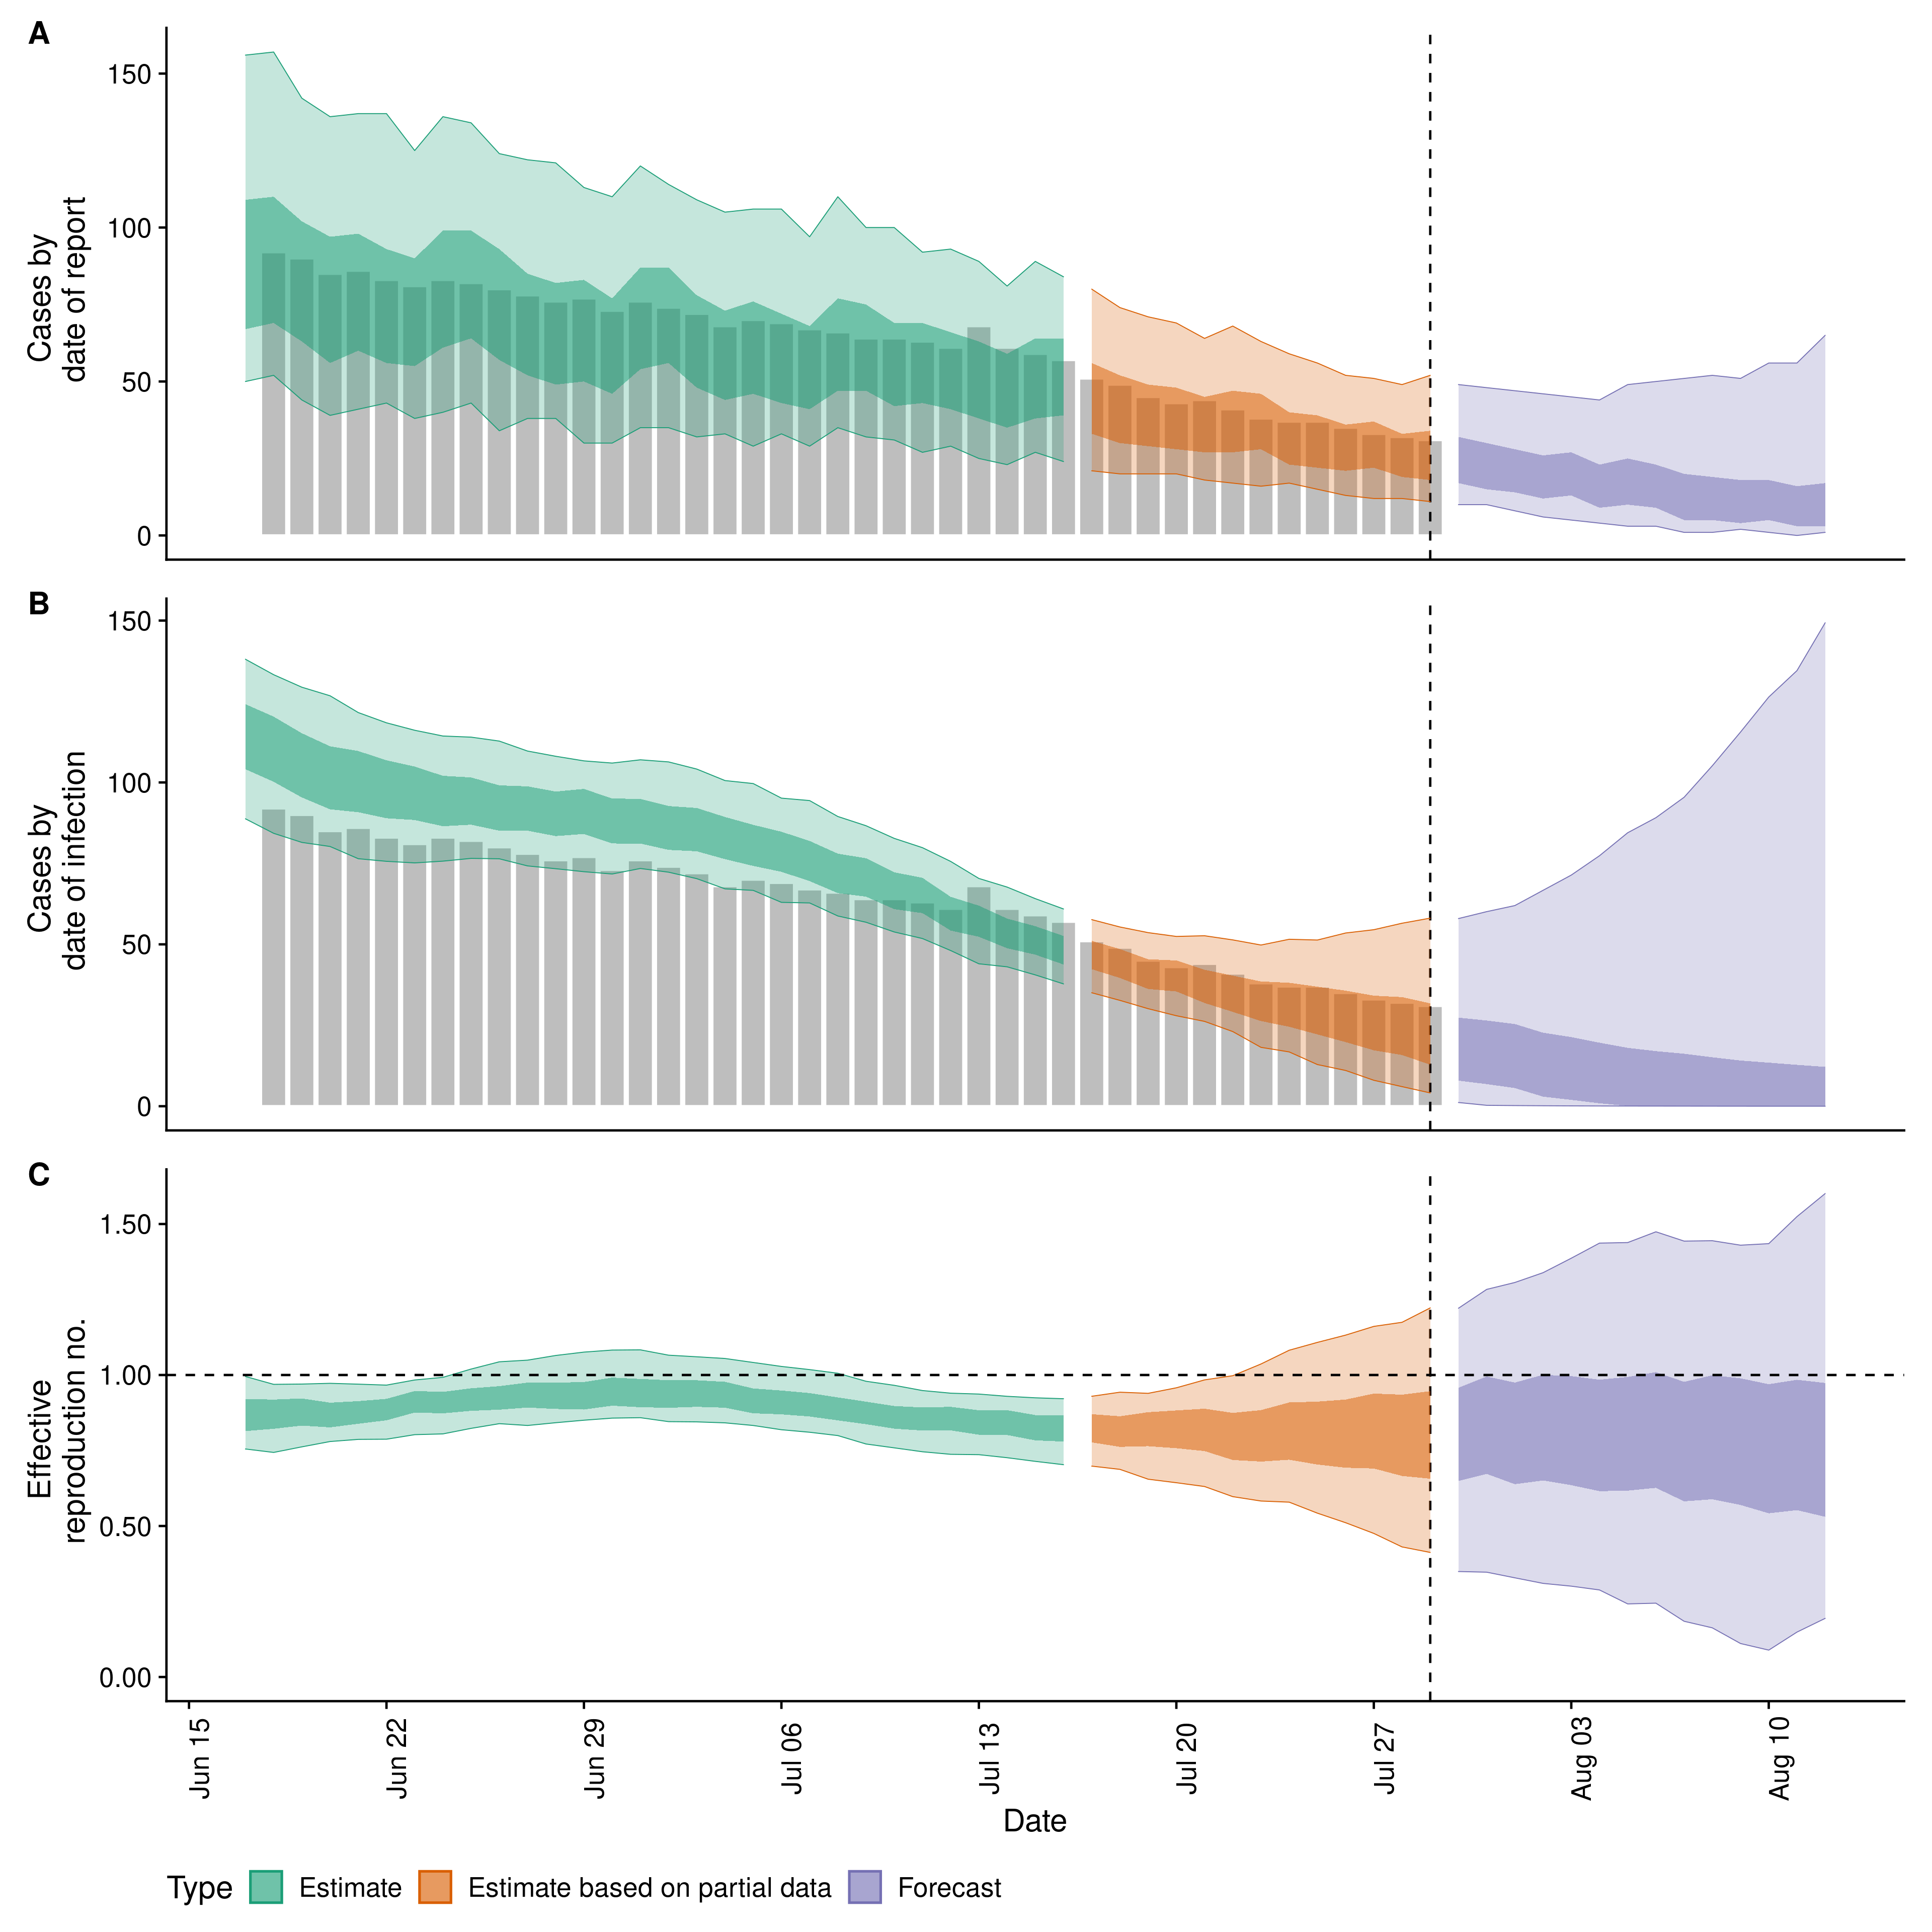 A
Cases by
date of report
150
100
50
0
B
Cases by
date of infection
150
100
50
0
C
Effective
reproduction no.
1.50
1.00
0.50
0.00
Jun 15
Jun 22
Jun 29
Jul 06
Jul 13
Jul 20
Jul 27
Aug 03
Aug 10
Date
Type Estimate Estimate based on partial data Forecast